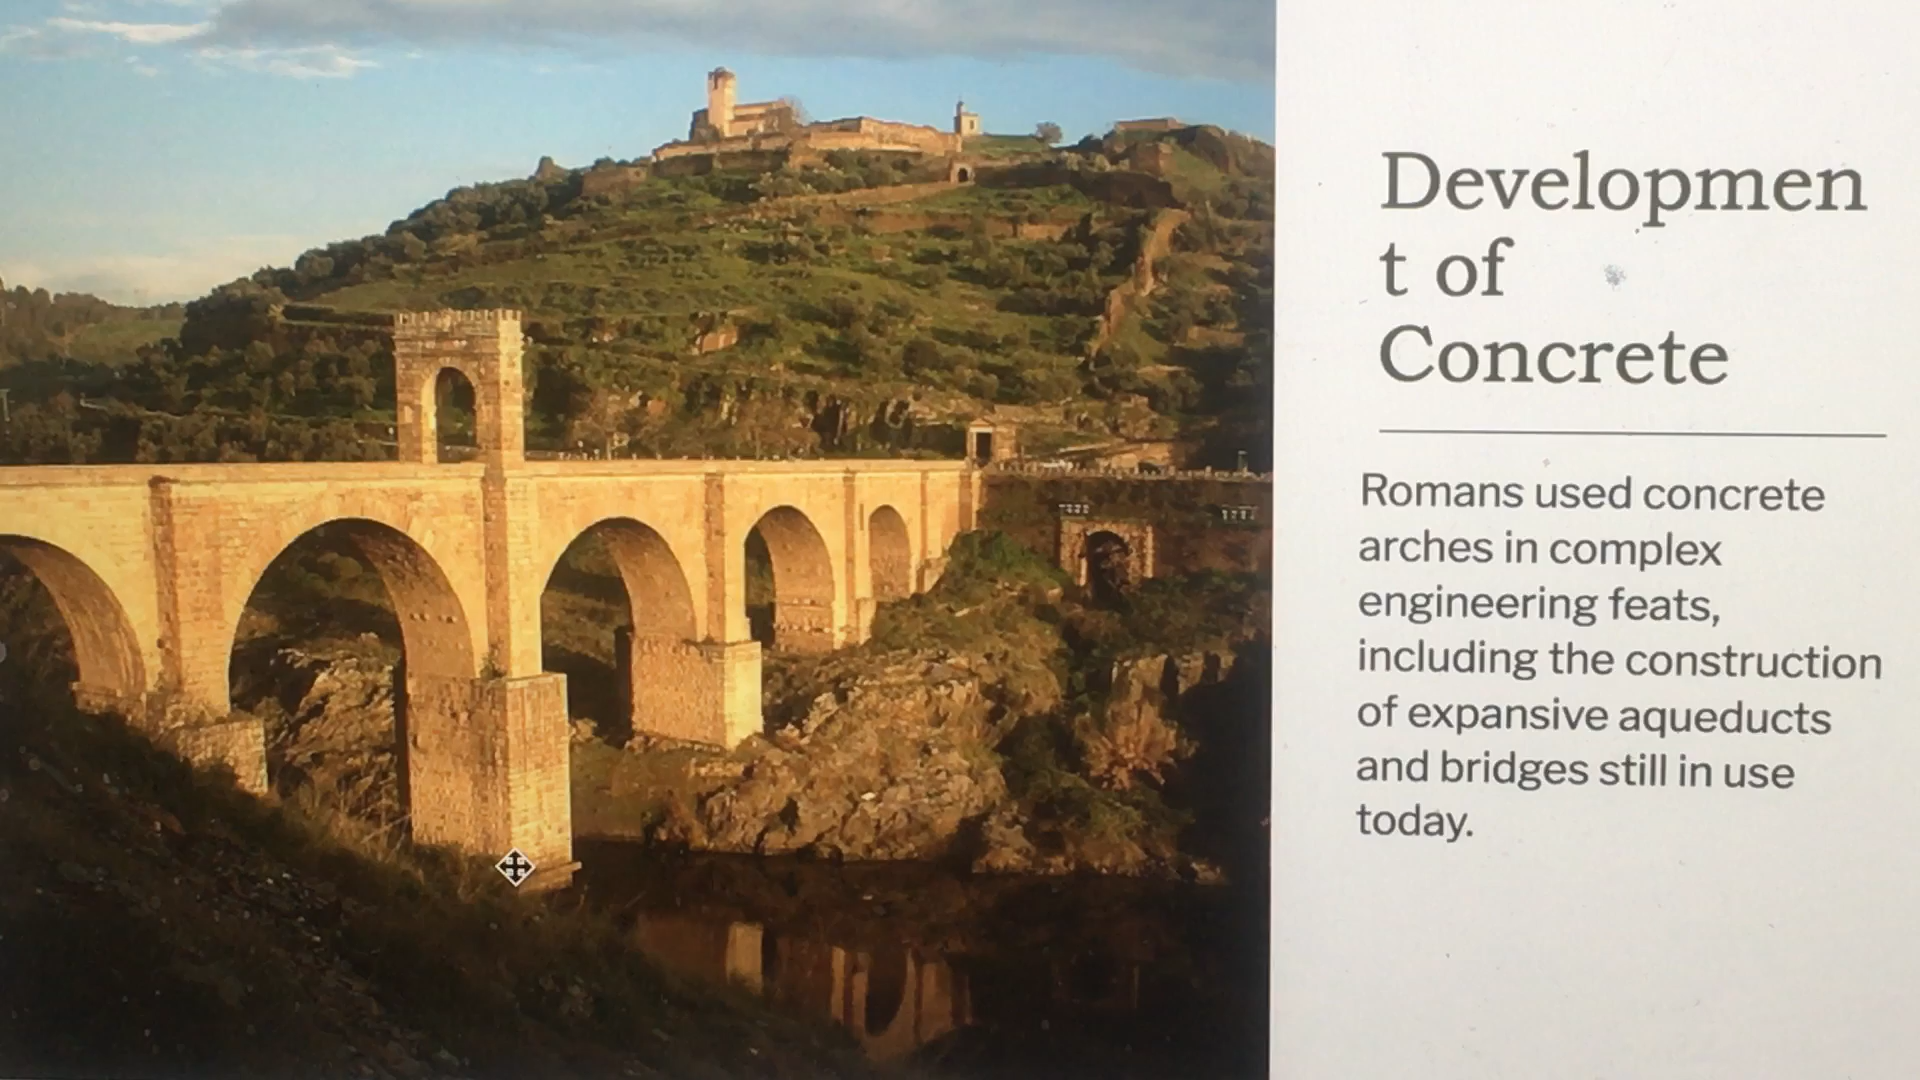 Developmen
t of
Concrete
Romans used concrete
arches in complex
engineering feats,
including the construction
of expansive aqueducts
and bridges still in use
today.